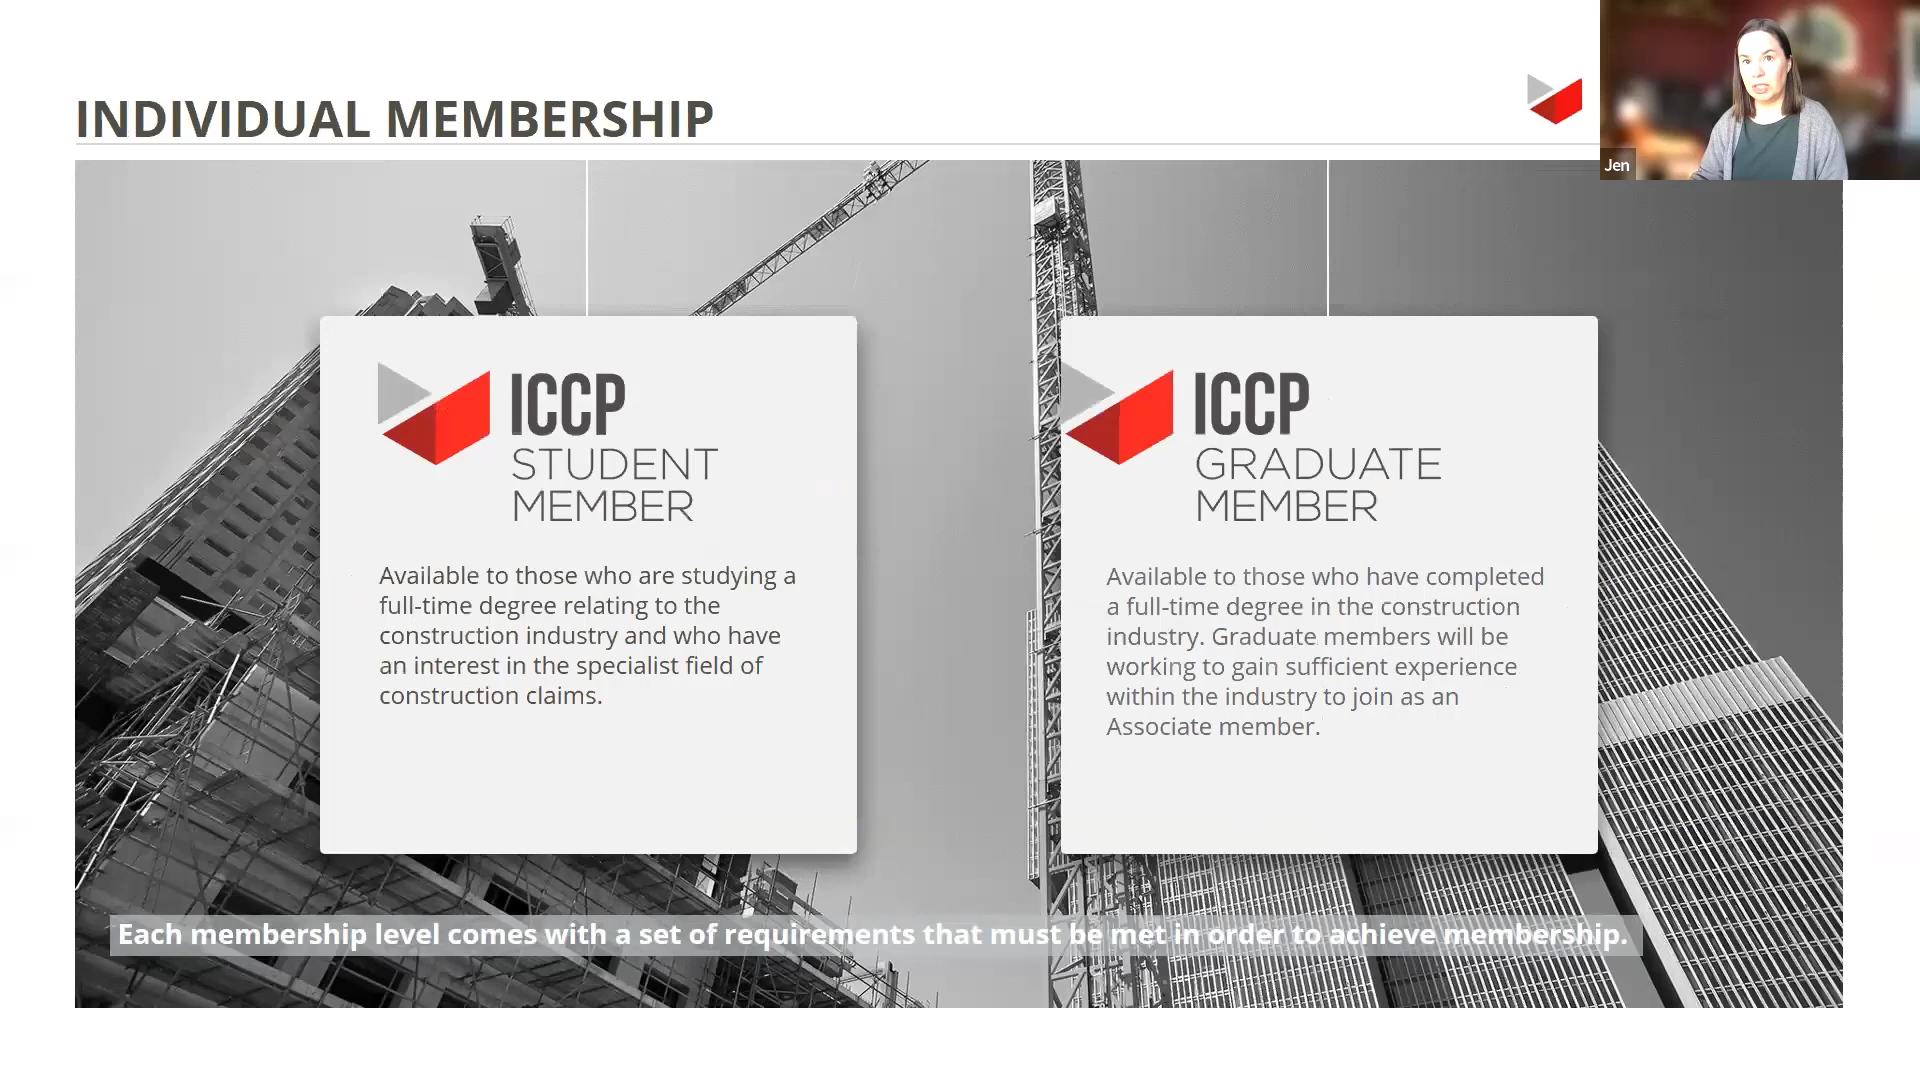 INDIVIDUAL MEMBERSHIP
Jen
ICCP
STUDENT
MEMBER
Available to those who are studying a
full-time degree relating to the
construction industry and who have
an interest in the specialist field of
construction claims.
ICCP
GRADUATE
MEMBER
Available to those who have completed
a full-time degree in the construction
industry. Graduate members will be
working to gain sufficient experience
within the industry to join as an
Associate member.
Each membership level comes with a set of requirements that must be met in order to achieve membership.